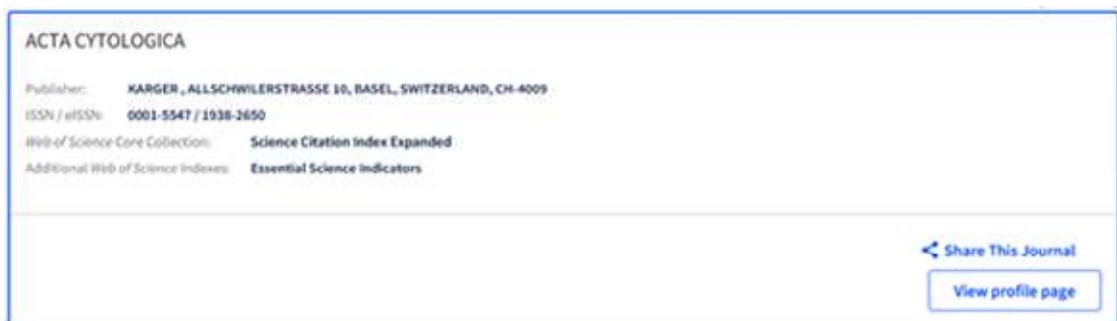 ACTA CYTOLOGICA
Publisher: KARGER , ALLSCHWILERSTRASSE 10, BASEL, SWITZERLAND, CH-4009
ISSN / eISSN: 0001-5547 / 1938-2650
Web of Science Core Collection: Science Citation Index Expanded
Additional Web of Science Indexes: Essential Science Indicators
Share This Journal
View profile page